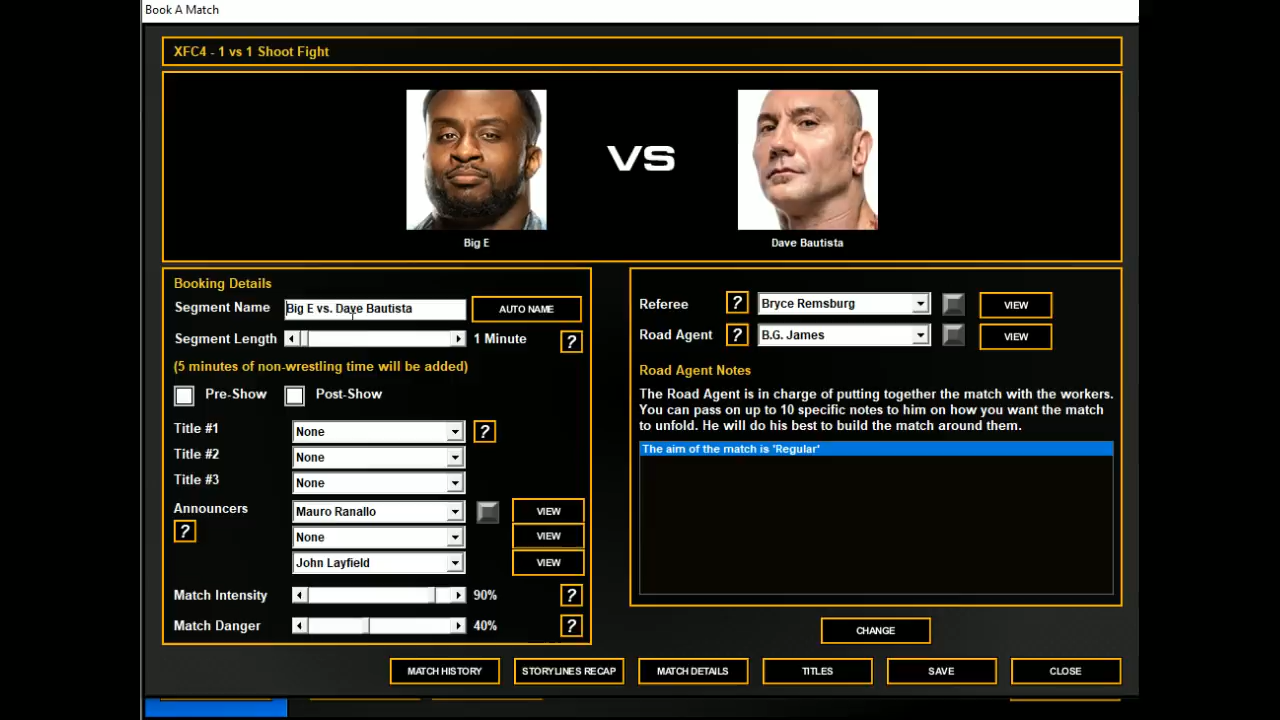 Book A Match
XFC4 - 1 vs 1 Shoot Fight
VS
Big E
Dave Bautista
Booking Details
Segment Name
Big E vs. Dave Bautista
AUTO NAME
Segment Length
1 Minute
?
(5 minutes of non-wrestling time will be added)
Pre-Show
Post-Show
Title #1
None
?
Title #2
None
Title #3
None
Announcers
?
Mauro Ranallo
VIEW
None
VIEW
John Layfield
VIEW
Match Intensity
90%
?
Match Danger
40%
?
Referee
?
Bryce Remsburg
VIEW
Road Agent
?
B.G. James
VIEW
Road Agent Notes
The Road Agent is in charge of putting together the match with the workers.
You can pass on up to 10 specific notes to him on how you want the match
to unfold. He will do his best to build the match around them.
The aim of the match is 'Regular'
CHANGE
MATCH HISTORY
STORYLINES RECAP
MATCH DETAILS
TITLES
SAVE
CLOSE